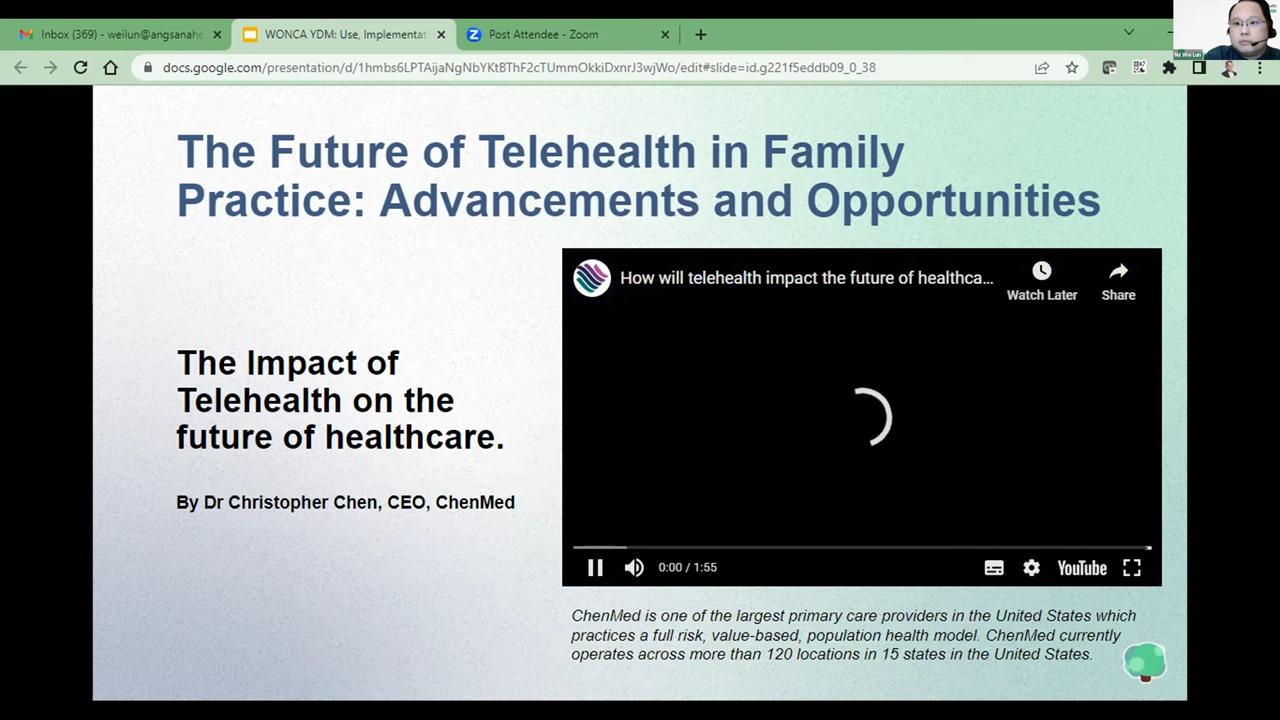 Inbox (369) - weilun@angsanahe
WONCA YDM: Use, Implementat
Post Attendee - Zoom
docs.google.com/presentation/d/1hmbs6LPTAijaNgNbYKtBThF2cTUmmOkkiDxnrJ3wjWo/edit#slide=id.g221f5eddb09_0_38
The Future of Telehealth in Family
Practice: Advancements and Opportunities
How will telehealth impact the future of healthca...
Watch Later
Share
The Impact of
Telehealth on the
future of healthcare.
By Dr Christopher Chen, CEO, ChenMed
0:00 / 1:55
YouTube
ChenMed is one of the largest primary care providers in the United States which
practices a full risk, value-based, population health model. ChenMed currently
operates across more than 120 locations in 15 states in the United States.